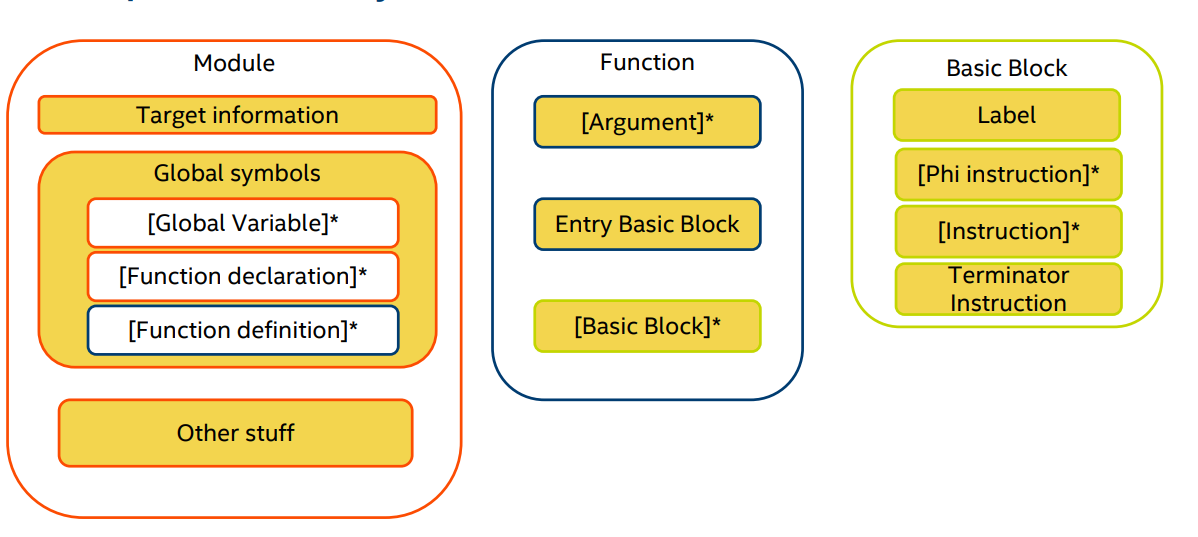 Module
Target information
Global symbols
[Global Variable]*
[Function declaration]*
[Function definition]*
Other stuff
Function
[Argument]*
Entry Basic Block
[Basic Block]*
Basic Block
Label
[Phi instruction]*
[Instruction]*
Terminator
Instruction